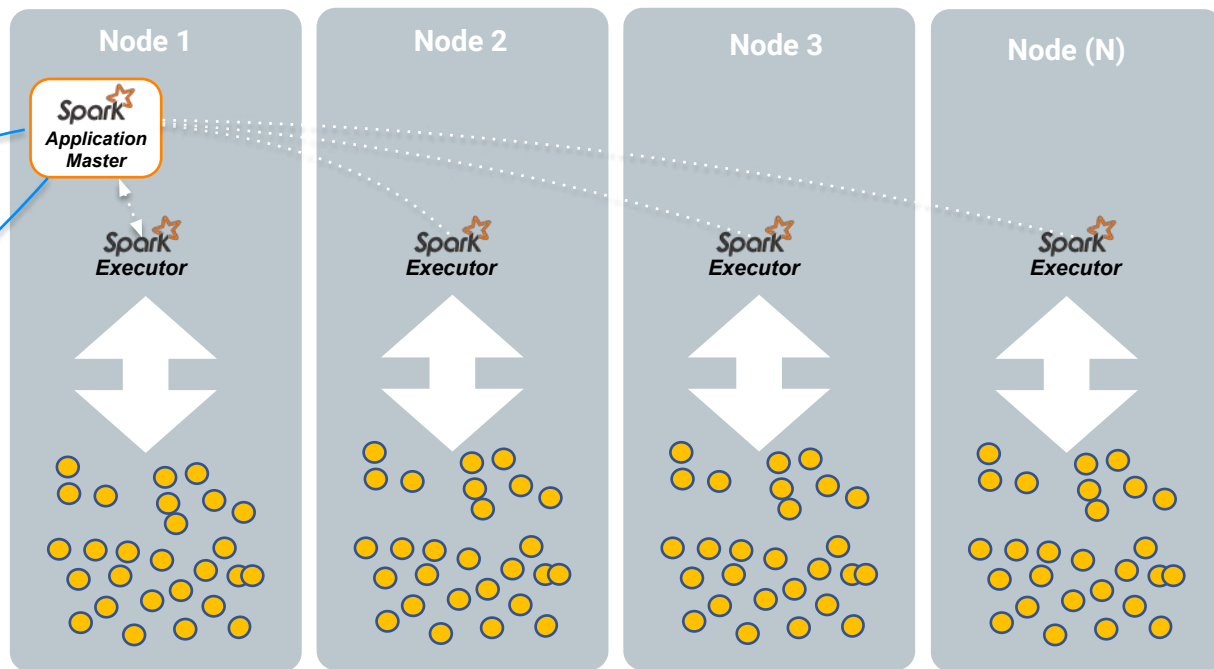 Node 1
Node 2
Node 3
Node (N)
Spark
Application
Master
Spark
Executor
Spark
Executor
Spark
Executor
Spark
Executor